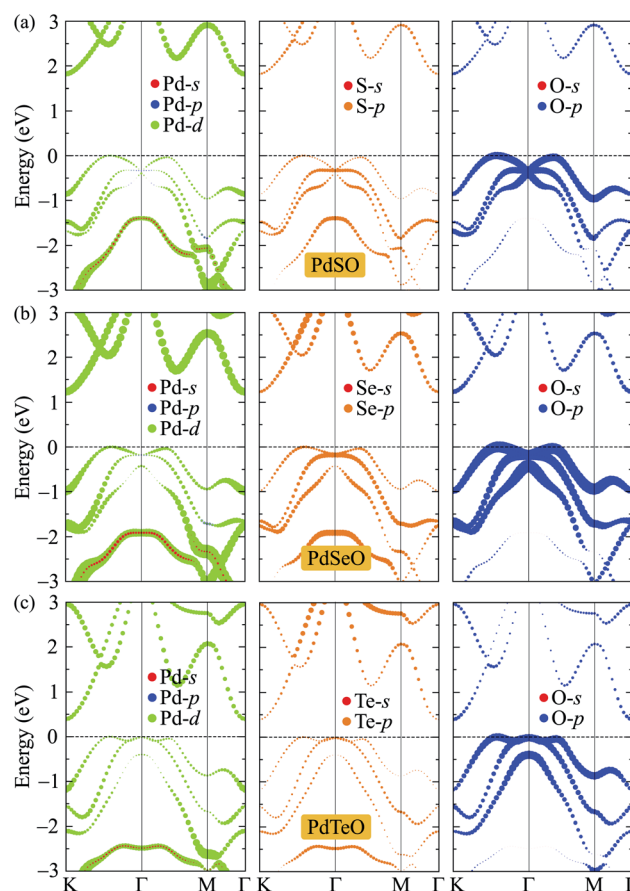 (a) 3
2
1
0
−1
−2
−3
Energy (eV)
Pd-s
Pd-p
Pd-d
S-s
S-p
O-s
O-p
PdSO
(b) 3
2
1
0
−1
−2
−3
Energy (eV)
Pd-s
Pd-p
Pd-d
Se-s
Se-p
O-s
O-p
PdSeO
(c) 3
2
1
0
−1
−2
−3
Energy (eV)
Pd-s
Pd-p
Pd-d
Te-s
Te-p
O-s
O-p
PdTeO
K Γ M Γ K Γ M Γ K Γ M Γ